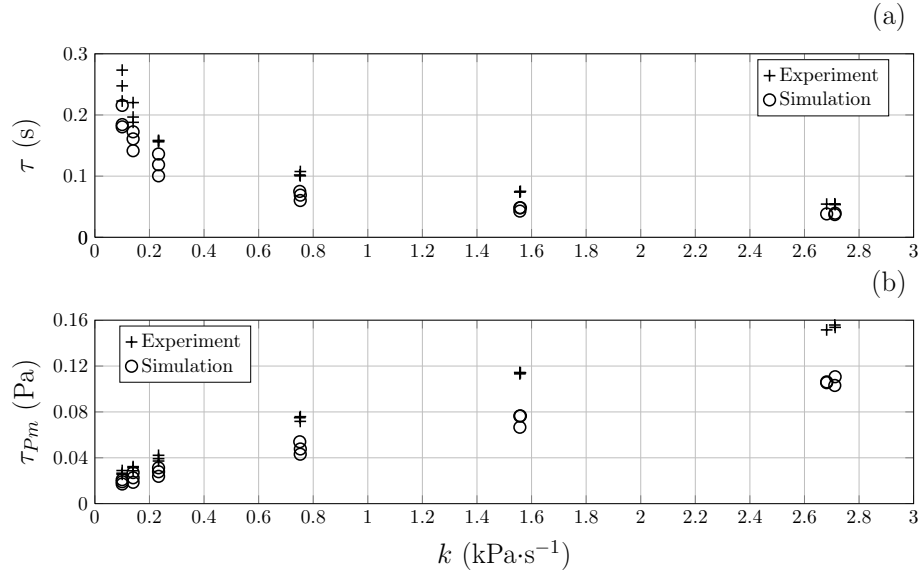 (a)
0.3
0.2
0.1
0
τ (s)
Experiment
Simulation
0 0.2 0.4 0.6 0.8 1 1.2 1.4 1.6 1.8 2 2.2 2.4 2.6 2.8 3
(b)
0.16
0.12
0.08
0.04
0
τPm (Pa)
Experiment
Simulation
0 0.2 0.4 0.6 0.8 1 1.2 1.4 1.6 1.8 2 2.2 2.4 2.6 2.8 3
k (kPa·s⁻¹)